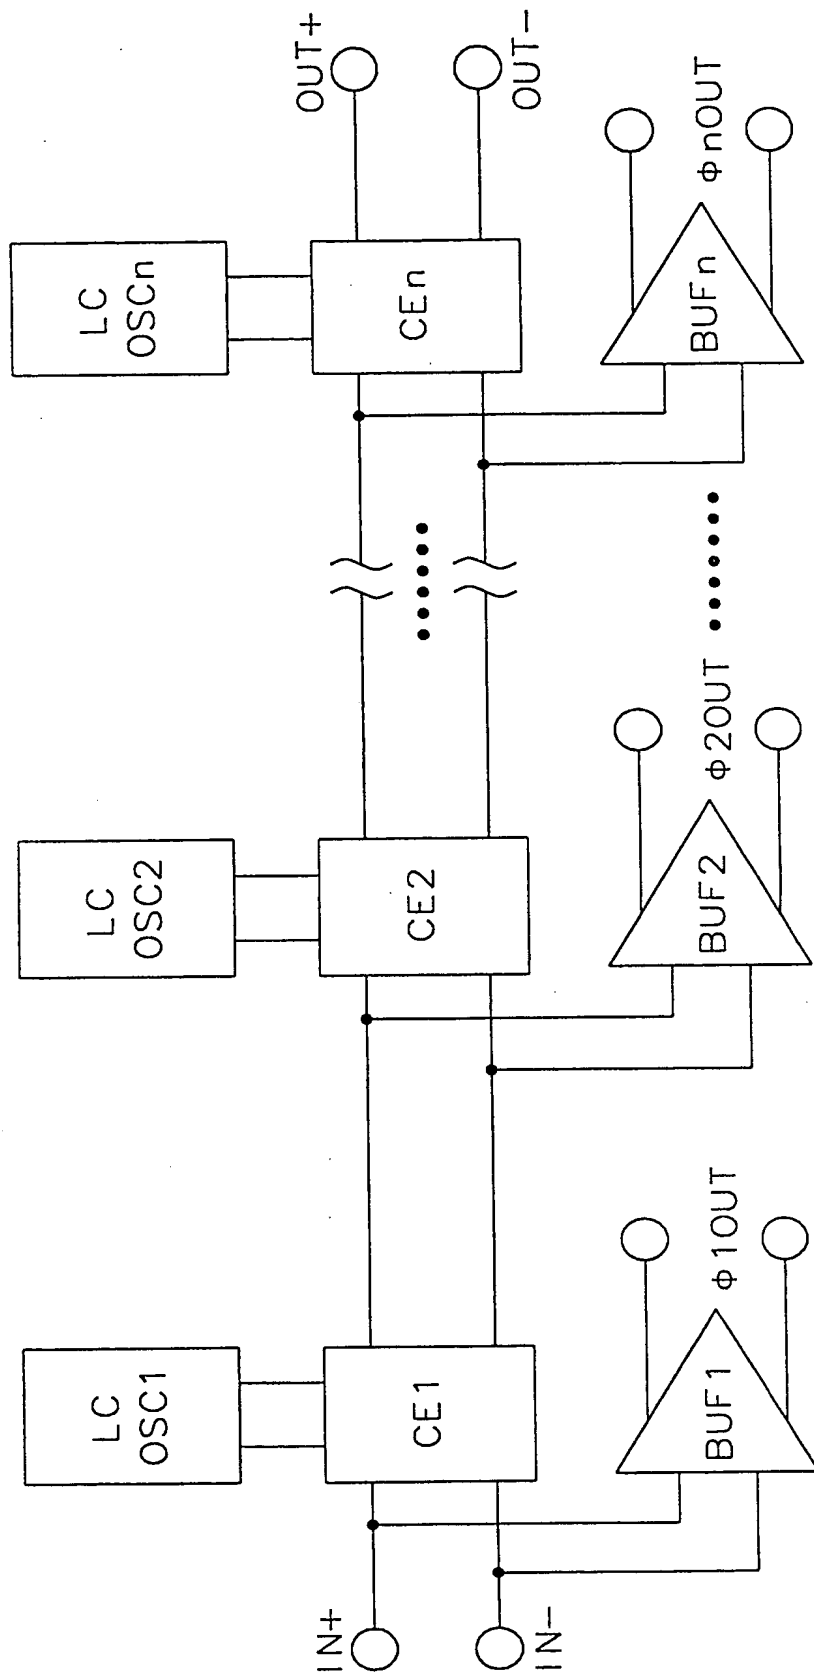 LC
OSC1
LC
OSC2
LC
OSCn
IN+
CE1
CE2
CEn
OUT+
IN-
OUT-
BUF1
Φ1OUT
BUF2
Φ2OUT
BUFn
ΦnOUT